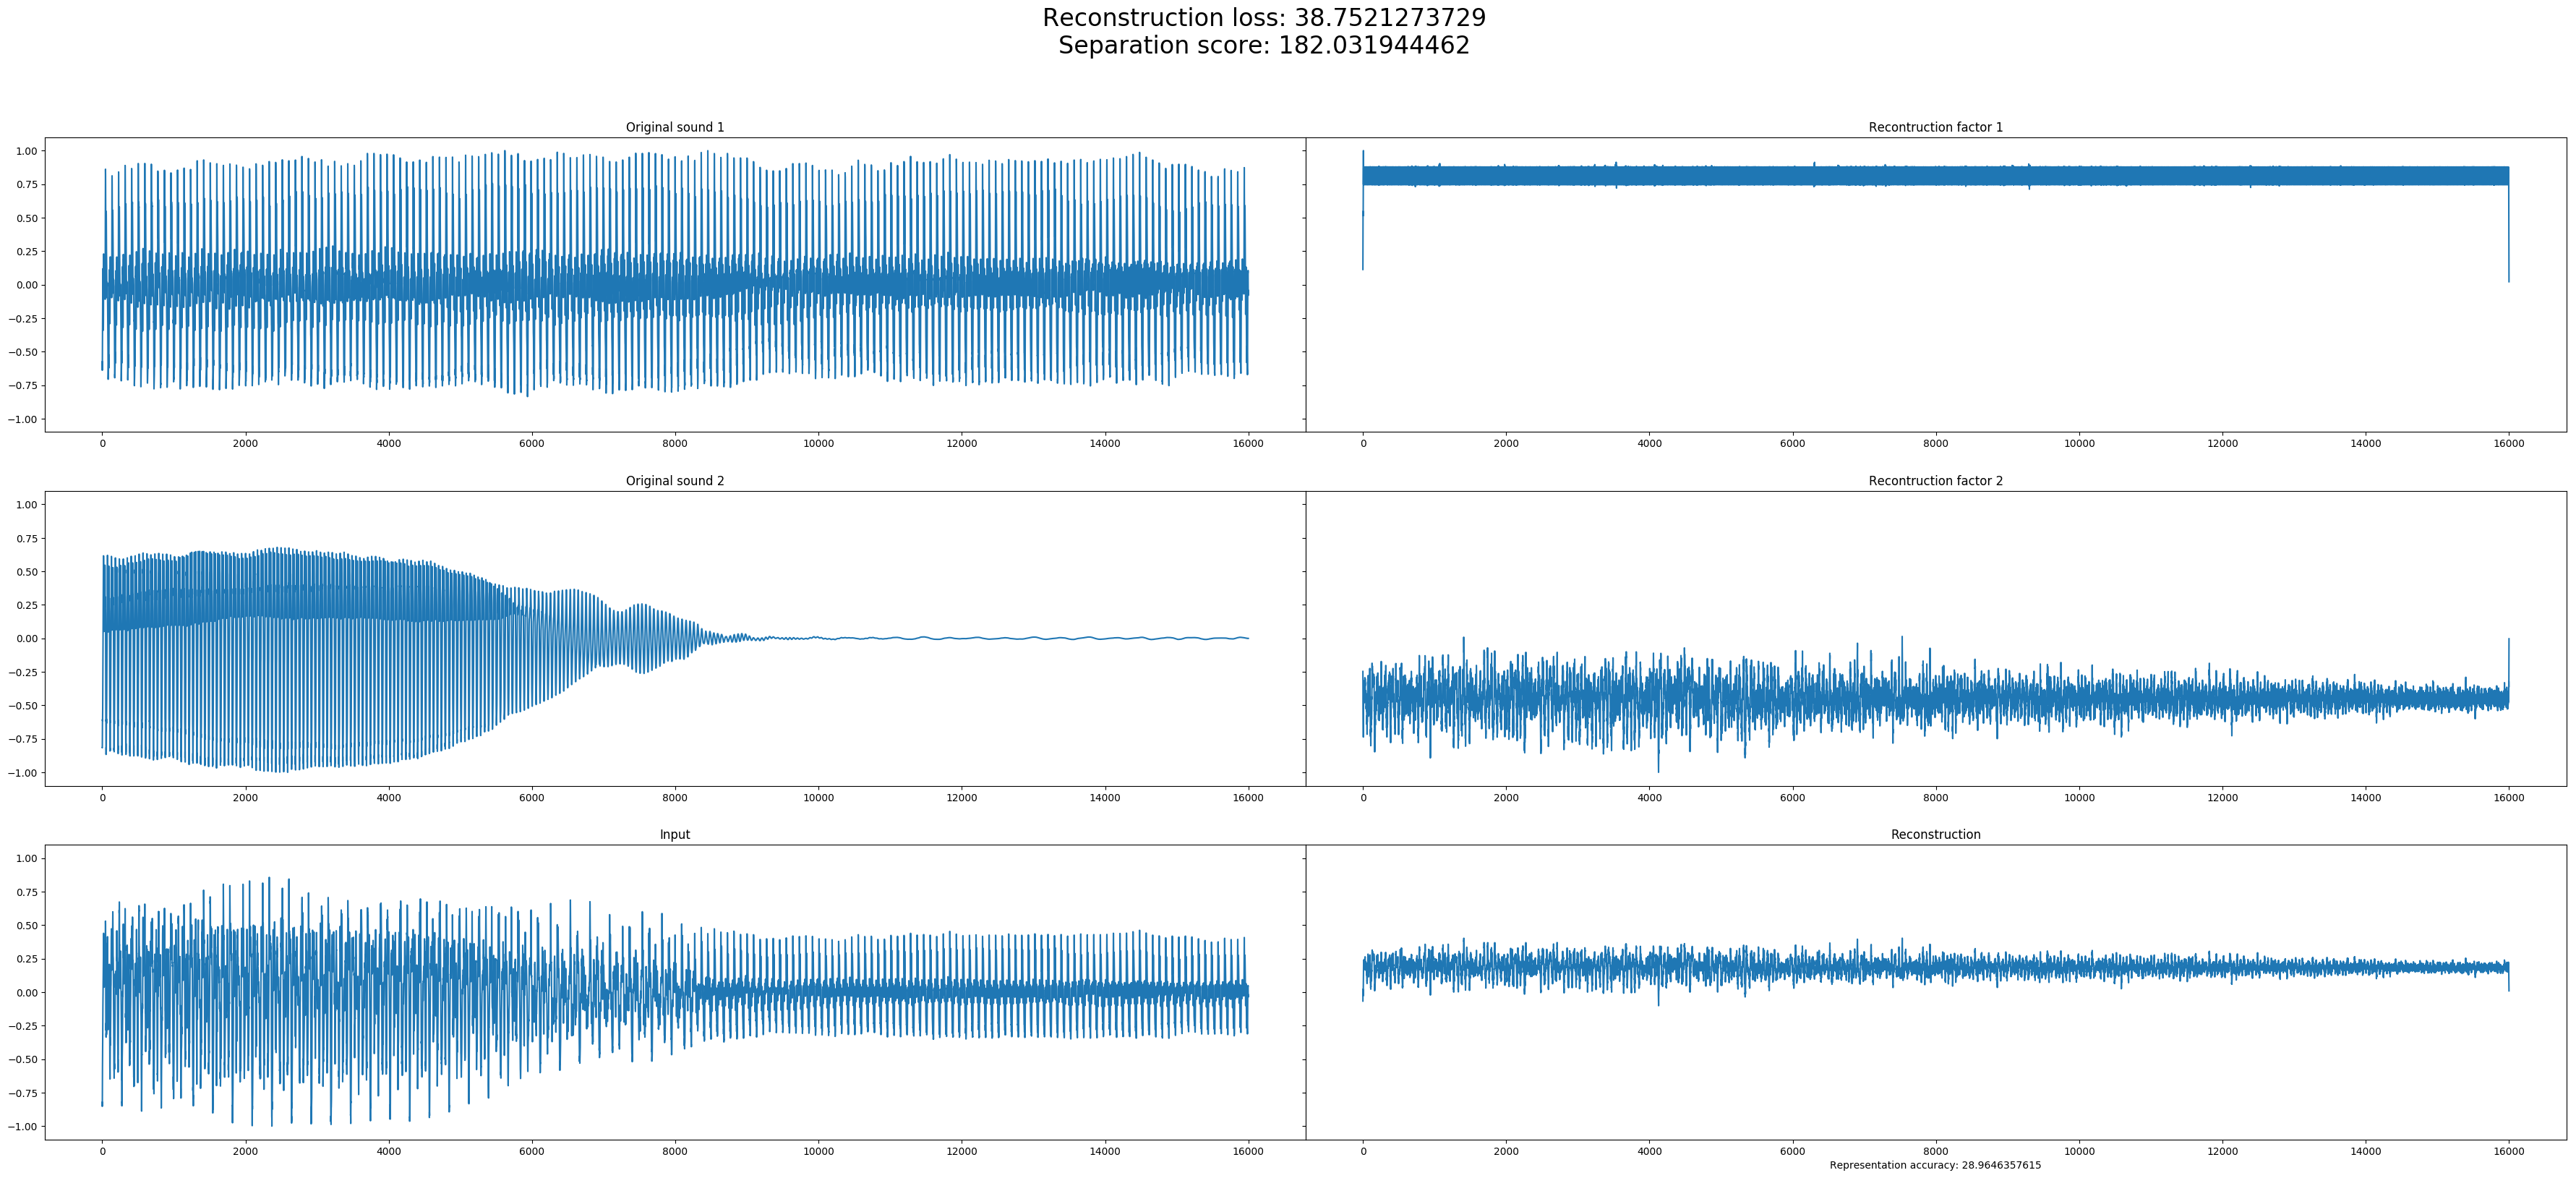 Reconstruction loss: 38.7521273729
Separation score: 182.031944462
Original sound 1
Recontruction factor 1
1.00
0.75
0.50
0.25
0.00
−0.25
−0.50
−0.75
−1.00
0 2000 4000 6000 8000 10000 12000 14000 16000
0 2000 4000 6000 8000 10000 12000 14000 16000
Original sound 2
Recontruction factor 2
1.00
0.75
0.50
0.25
0.00
−0.25
−0.50
−0.75
−1.00
0 2000 4000 6000 8000 10000 12000 14000 16000
0 2000 4000 6000 8000 10000 12000 14000 16000
Input
Reconstruction
1.00
0.75
0.50
0.25
0.00
−0.25
−0.50
−0.75
−1.00
0 2000 4000 6000 8000 10000 12000 14000 16000
0 2000 4000 6000 8000 10000 12000 14000 16000
Representation accuracy: 28.9646357615